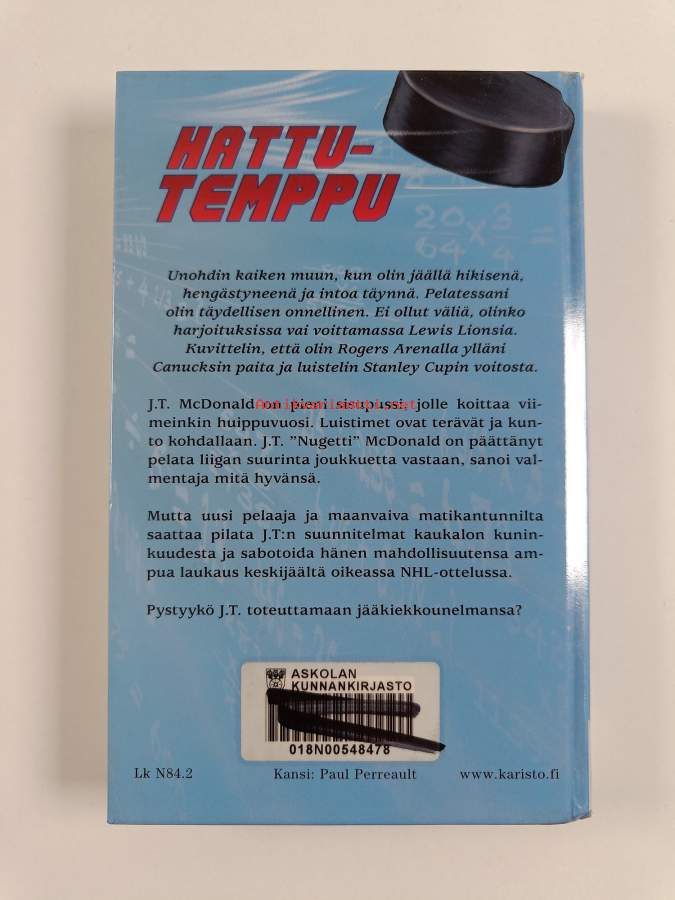 HATTU-
TEMPPU
20 3
64 x 4 =
Unohdin kaiken muun, kun olin jäällä hikisenä,
hengästyneenä ja intoa täynnä. Pelatessani
olin täydellisen onnellinen. Ei ollut väliä, olinko
harjoituksissa vai voittamassa Lewis Lionsia.
Kuvittelin, että olin Rogers Arenalla ylläni
Canucksin paita ja luistelin Stanley Cupin voitosta.
J.T. McDonald on pieni sisupussi, jolle koittaa vii-
meinkin huippuvuosi. Luistimet ovat terävät ja kun-
to kohdallaan. J.T. ”Nugetti” McDonald on päättänyt
pelata liigan suurinta joukkuetta vastaan, sanoi val-
mentaja mitä hyvänsä.
Mutta uusi pelaaja ja maanvaiva matikantunnilta
saattaa pilata J.T:n suunnitelmat kaukalon kunin-
kuudesta ja sabotoida hänen mahdollisuutensa am-
pua laukaus keskijäältä oikeassa NHL-ottelussa.
Pystyykö J.T. toteuttamaan jääkiekkounelmansa?
ASKOLAN
KUNNANKIRJASTO
018N00548478
Lk N84.2 Kansi: Paul Perreault www.karisto.fi